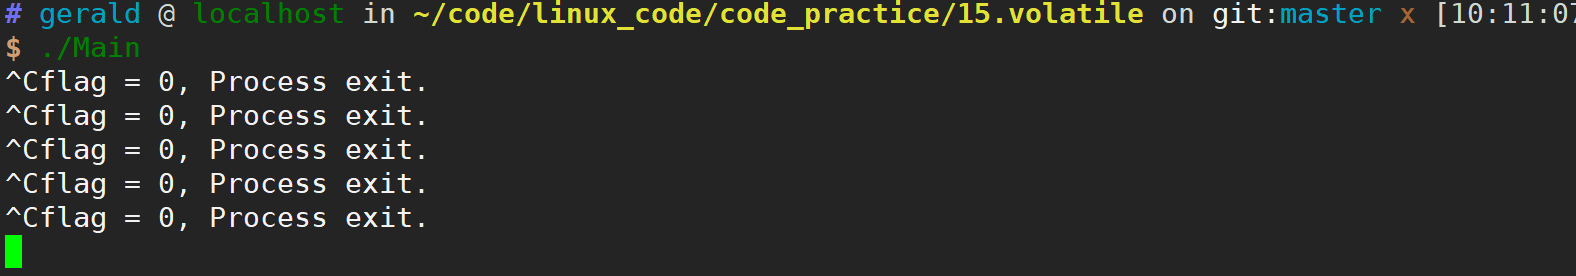 # gerald @ localhost in ~/code/linux_code/code_practice/15.volatile on git:master x [10:11:07
$ ./Main
^Cflag = 0, Process exit.
^Cflag = 0, Process exit.
^Cflag = 0, Process exit.
^Cflag = 0, Process exit.
^Cflag = 0, Process exit.